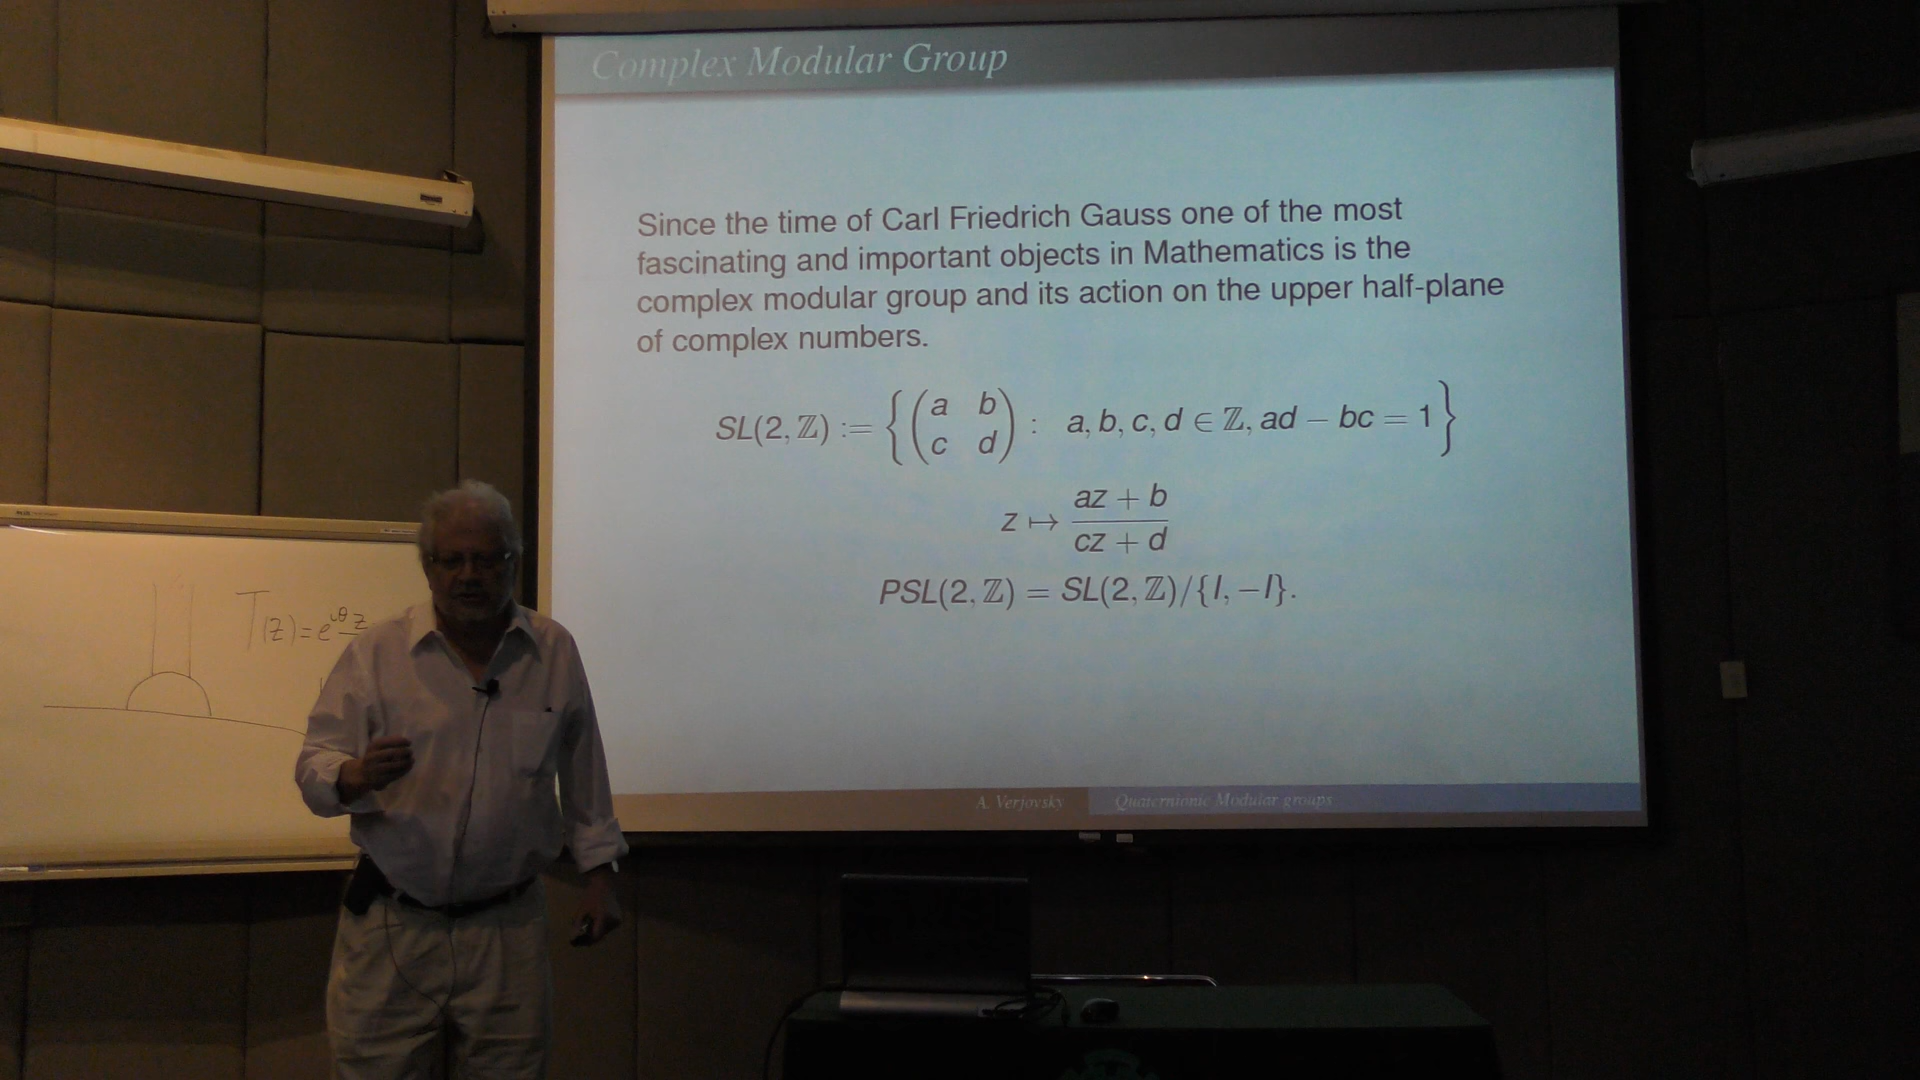 Complex Modular Group
Since the time of Carl Friedrich Gauss one of the most
fascinating and important objects in Mathematics is the
complex modular group and its action on the upper half-plane
of complex numbers.
SL(2, ℤ) := { ( a b ; c d ) : a, b, c, d ∈ ℤ, ad − bc = 1 }
z ↦ (az + b) / (cz + d)
PSL(2, ℤ) = SL(2, ℤ)/{I, −I}.
T(z)=e^{iθ} z
A. Verjovsky Quaternionic Modular groups